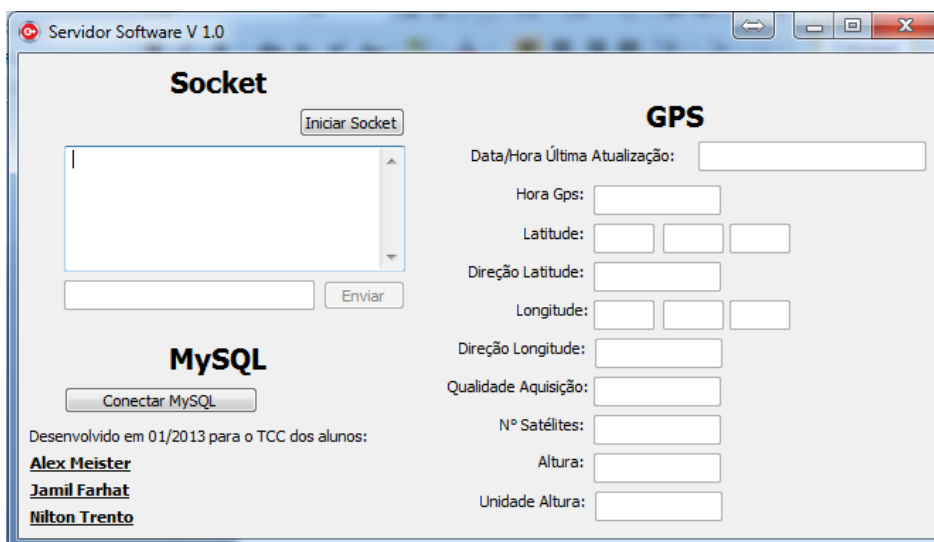 Servidor Software V 1.0
Socket
Iniciar Socket
Enviar
MySQL
Conectar MySQL
Desenvolvido em 01/2013 para o TCC dos alunos:
Alex Meister
Jamil Farhat
Nilton Trento
GPS
Data/Hora Última Atualização:
Hora Gps:
Latitude:
Direção Latitude:
Longitude:
Direção Longitude:
Qualidade Aquisição:
Nº Satélites:
Altura:
Unidade Altura: